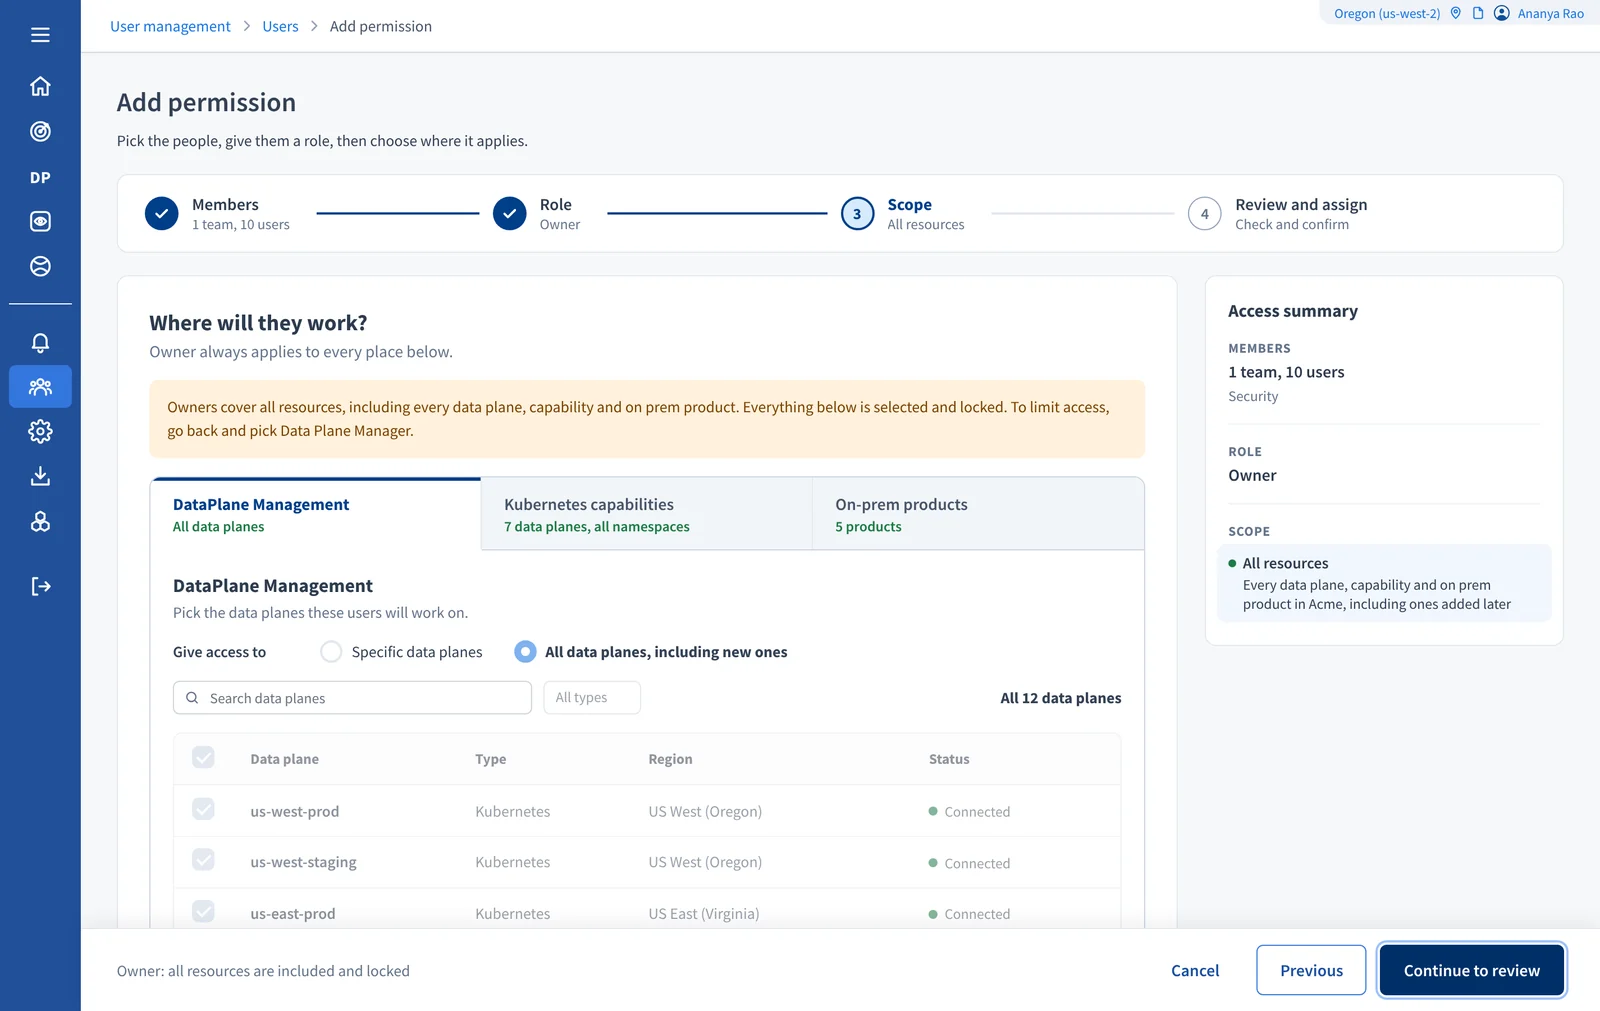 User management > Users > Add permission
Oregon (us-west-2) Ananya Rao
DP
Add permission
Pick the people, give them a role, then choose where it applies.
Members
1 team, 10 users
Role
Owner
3
Scope
All resources
4
Review and assign
Check and confirm
Where will they work?
Owner always applies to every place below.
Owners cover all resources, including every data plane, capability and on prem product. Everything below is selected and locked. To limit access,
go back and pick Data Plane Manager.
DataPlane Management
All data planes
Kubernetes capabilities
7 data planes, all namespaces
On-prem products
5 products
DataPlane Management
Pick the data planes these users will work on.
Give access to Specific data planes All data planes, including new ones
Search data planes All types All 12 data planes
Data plane Type Region Status
us-west-prod Kubernetes US West (Oregon) Connected
us-west-staging Kubernetes US West (Oregon) Connected
us-east-prod Kubernetes US East (Virginia) Connected
Access summary
MEMBERS
1 team, 10 users
Security
ROLE
Owner
SCOPE
All resources
Every data plane, capability and on prem
product in Acme, including ones added later
Owner: all resources are included and locked
Cancel Previous Continue to review